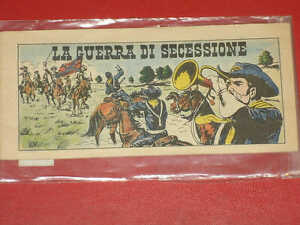 LA GUERRA DI SECESSIONE